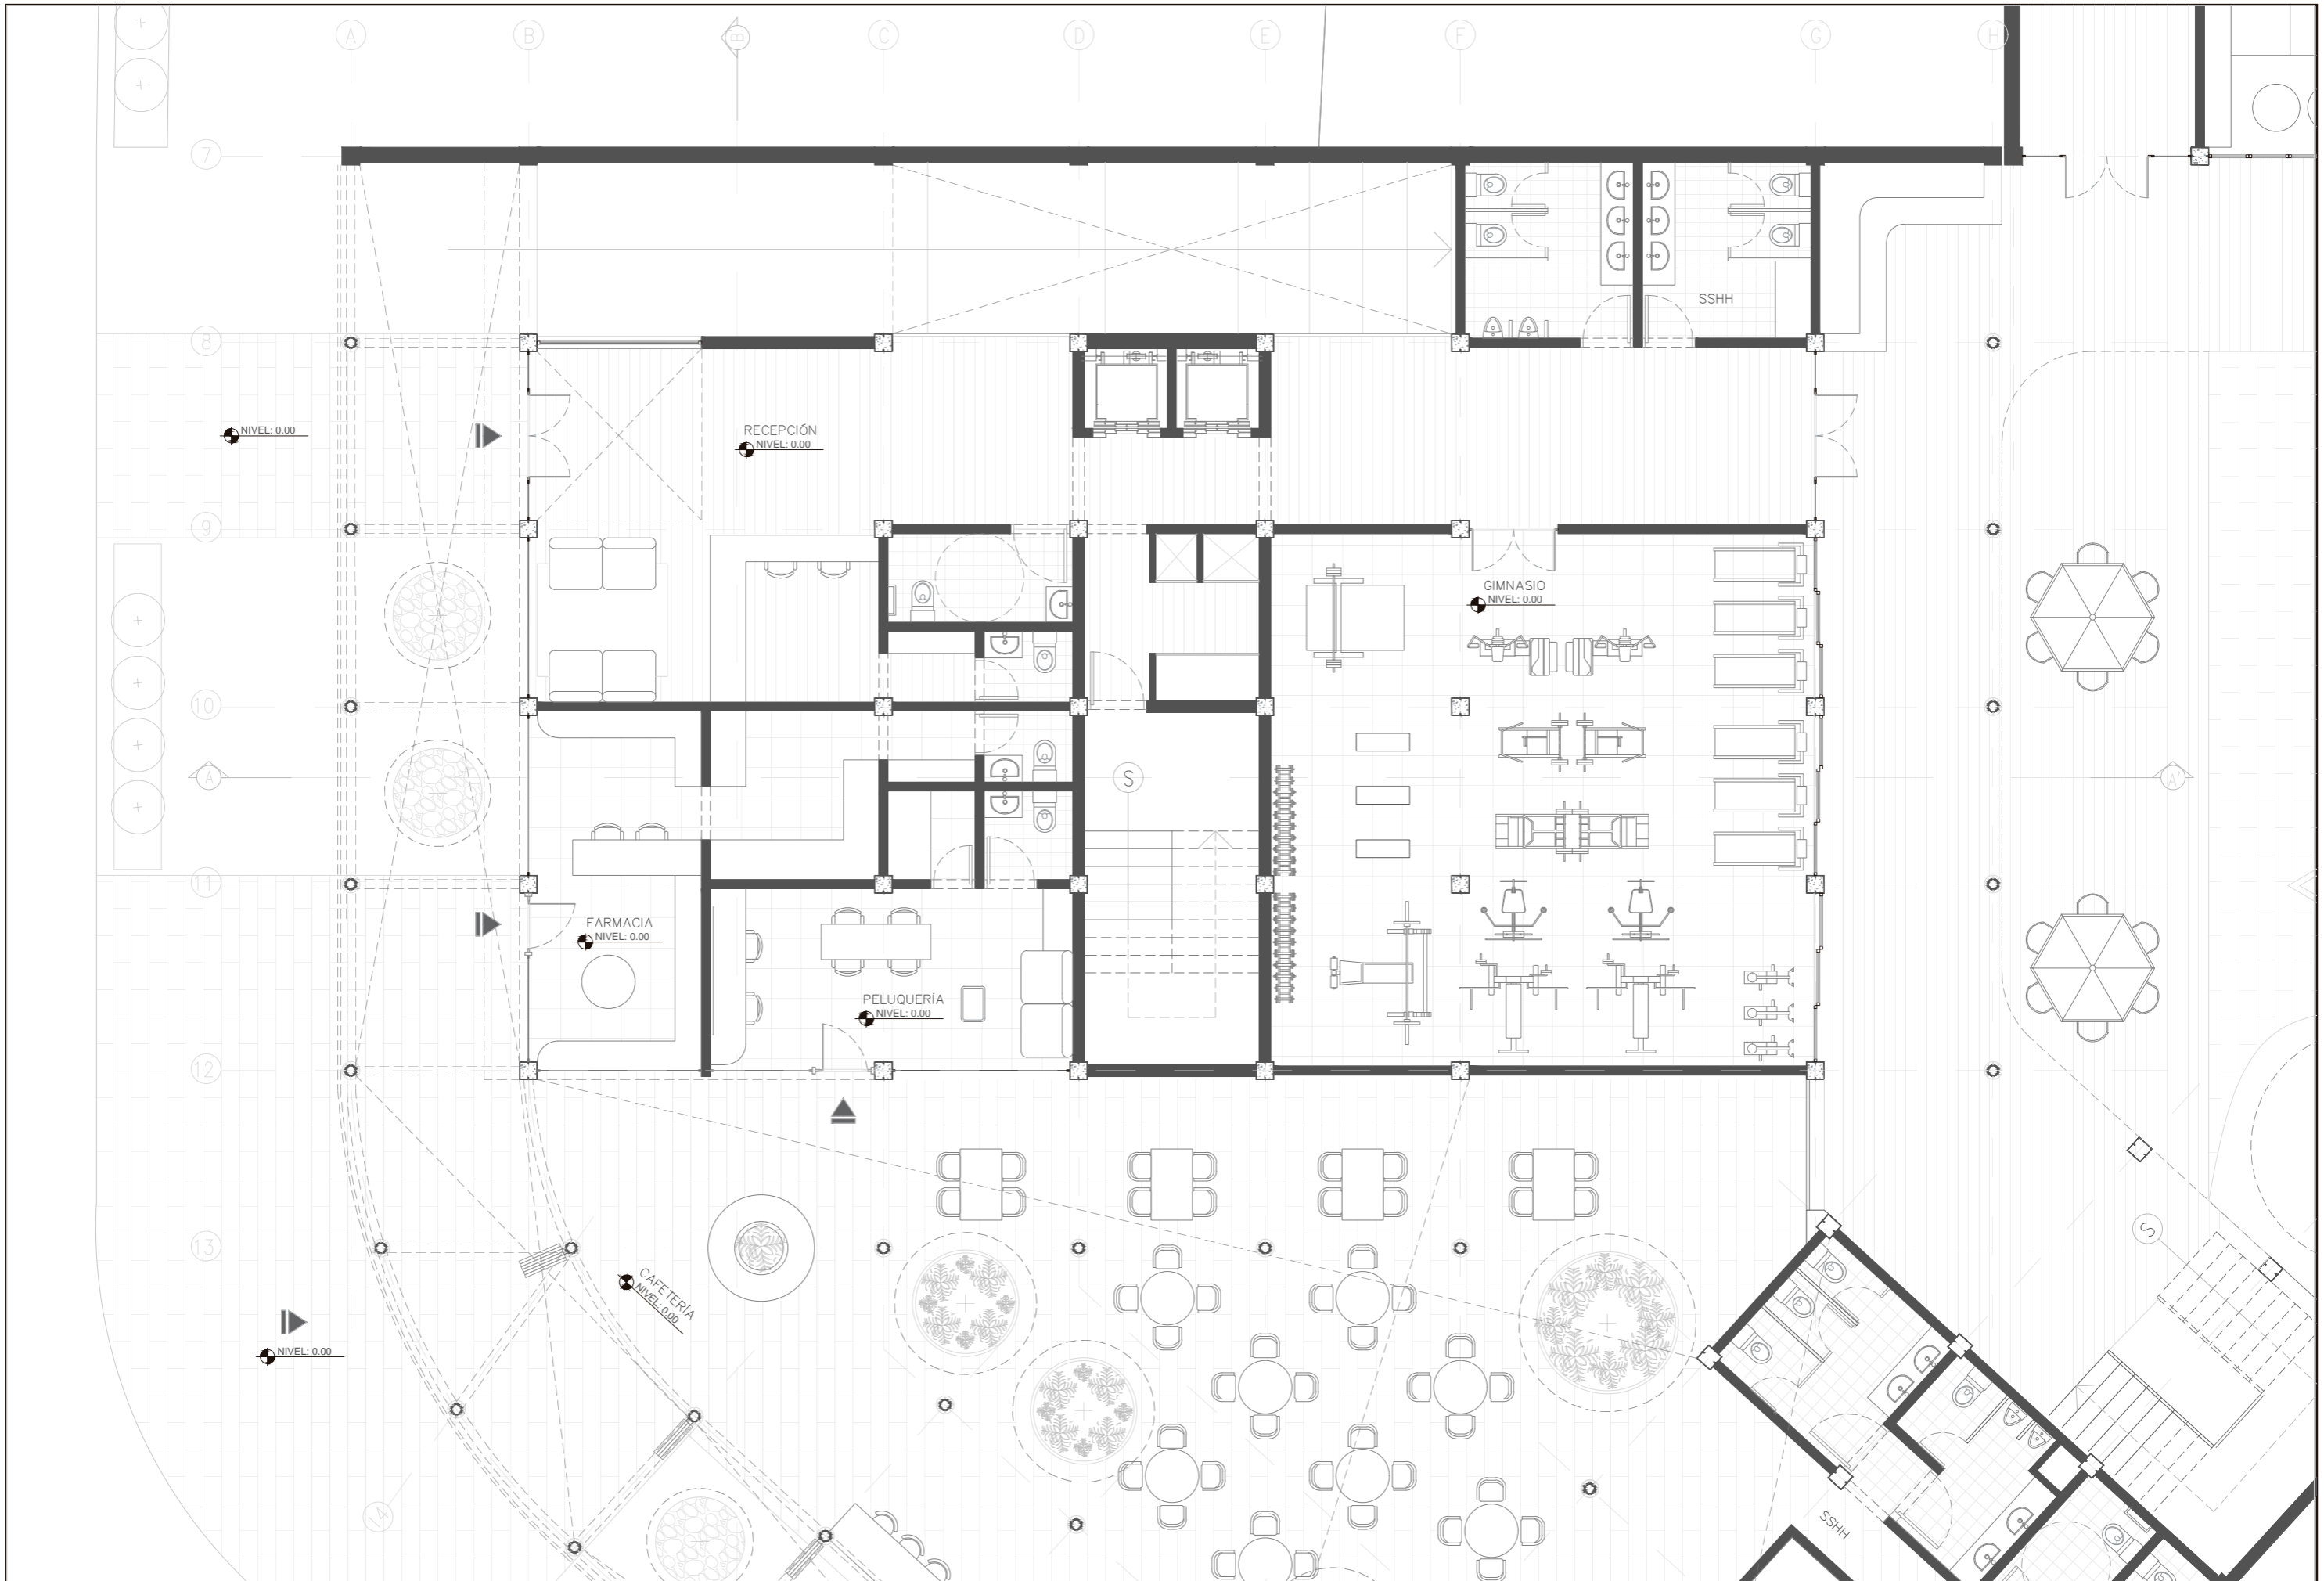 A
B
B
C
D
E
F
G
H
7
SSHH
8
NIVEL: 0.00
RECEPCIÓN
NIVEL: 0.00
9
GIMNASIO
NIVEL: 0.00
10
A
S
A'
11
FARMACIA
NIVEL: 0.00
PELUQUERÍA
NIVEL: 0.00
12
13
S
CAFETERÍA
NIVEL: 0.00
NIVEL: 0.00
14
SSHH